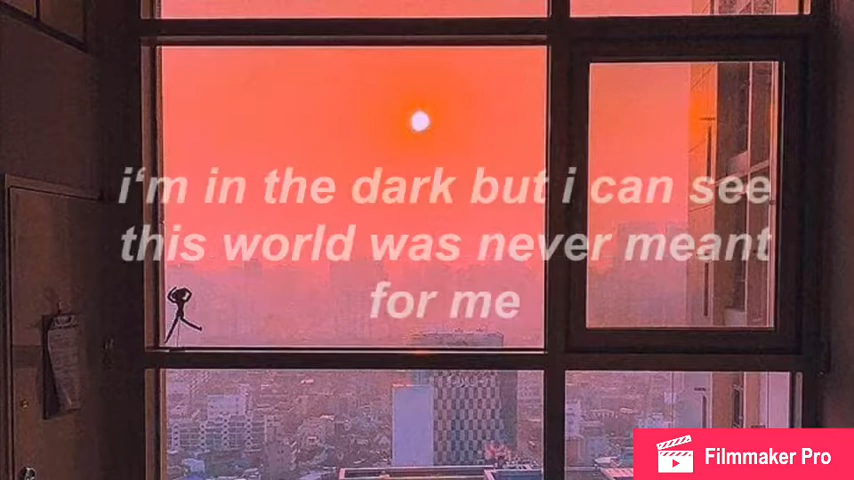 i‘m in the dark but i can see
this world was never meant
for me
Filmmaker Pro